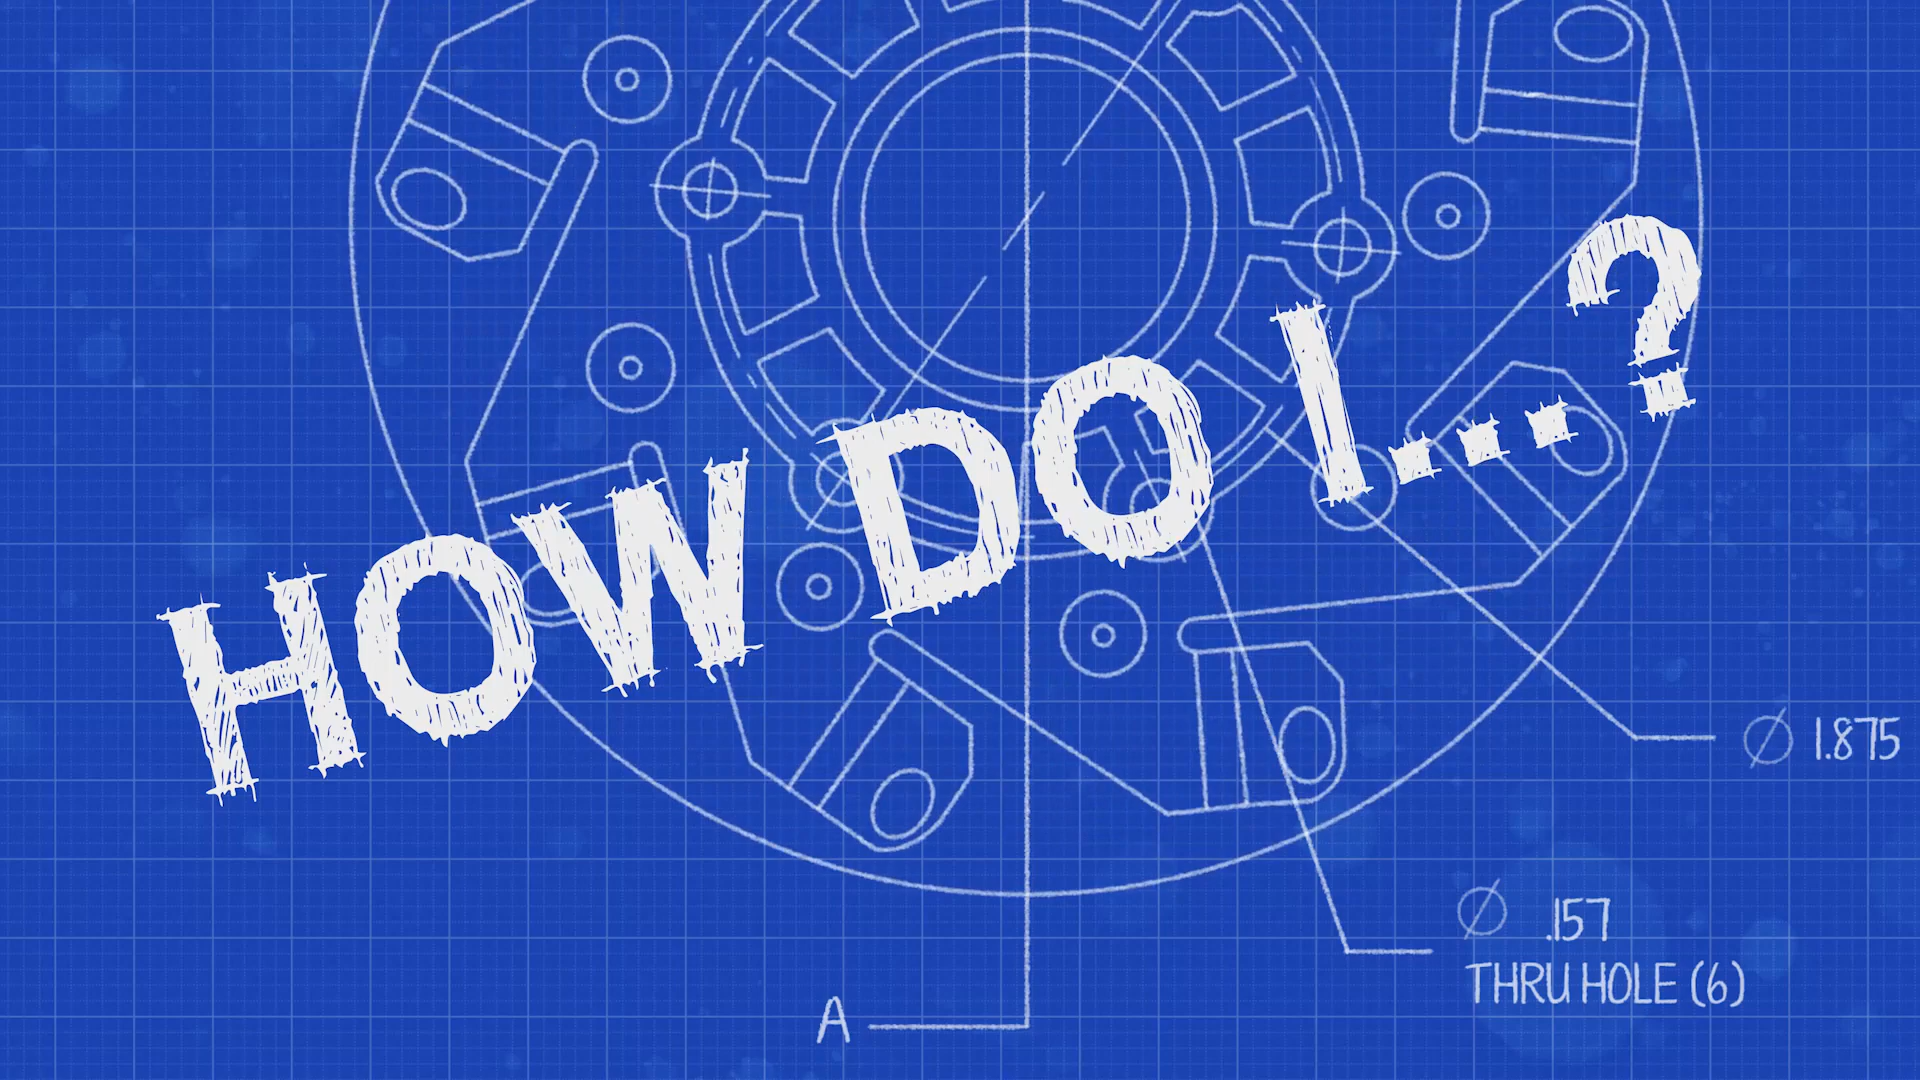 HOW DO I...?
Ø 1.875
Ø .157
THRU HOLE (6)
A